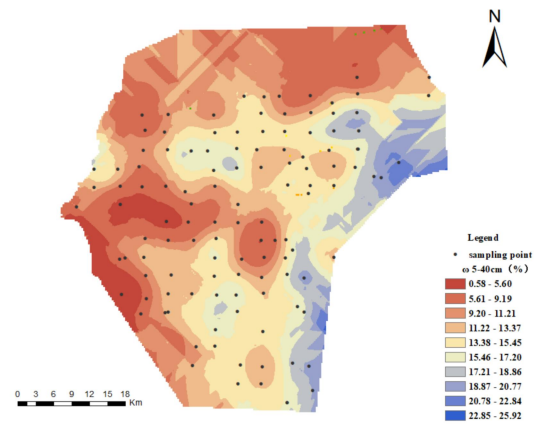 N
Legend
sampling point
ω 5-40cm（%）
0.58 - 5.60
5.61 - 9.19
9.20 - 11.21
11.22 - 13.37
13.38 - 15.45
15.46 - 17.20
17.21 - 18.86
18.87 - 20.77
20.78 - 22.84
22.85 - 25.92
0 3 6 9 12 15 18 Km